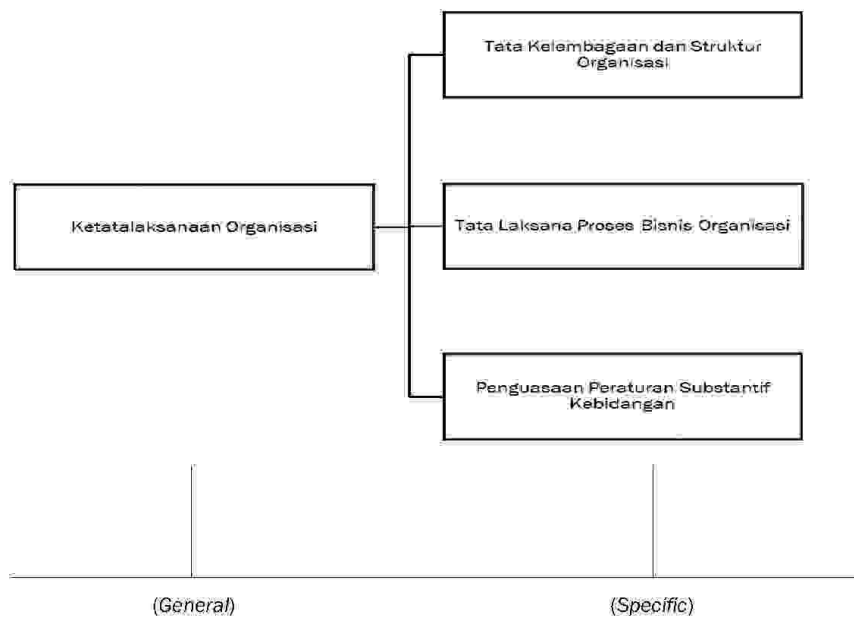 Tata Kelembagaan dan Struktur
Organisasi
Ketatalaksanaan Organisasi
Tata Laksana Proses Bisnis Organisasi
Penguasaan Peraturan Substantif
Kebidangan
(General)
(Specific)